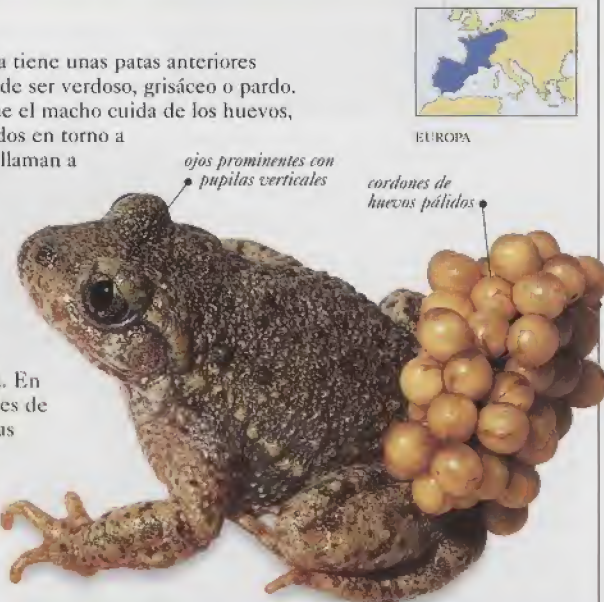 a tiene unas patas anteriores
de ser verdoso, grisáceo o pardo.
e el macho cuida de los huevos,
dos en torno a
llaman a
EUROPA
ojos prominentes con
pupilas verticales
cordones de
huevos pálidos
. En
es de
us